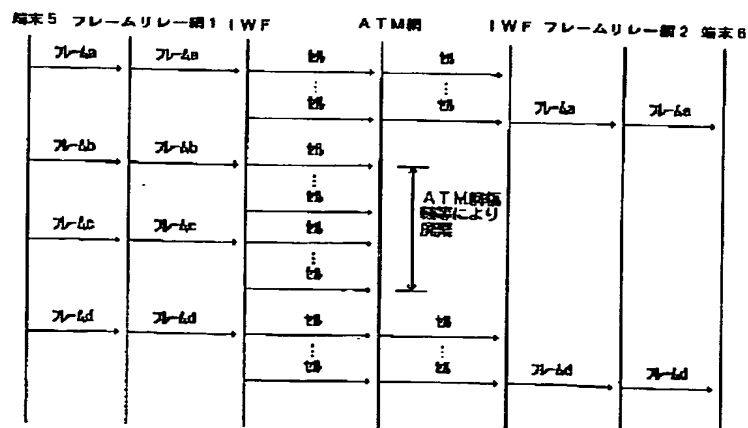 端末5 フレームリレー網1 IWF ATM網 IWF フレームリレー網2 端末6
フレームa フレームa セル セル
セル セル フレームa フレームa
フレームb フレームb セル
セル
ATM網輻
輳等により
廃棄
フレームc フレームc セル
セル
フレームd フレームd セル セル
セル セル フレームd フレームd